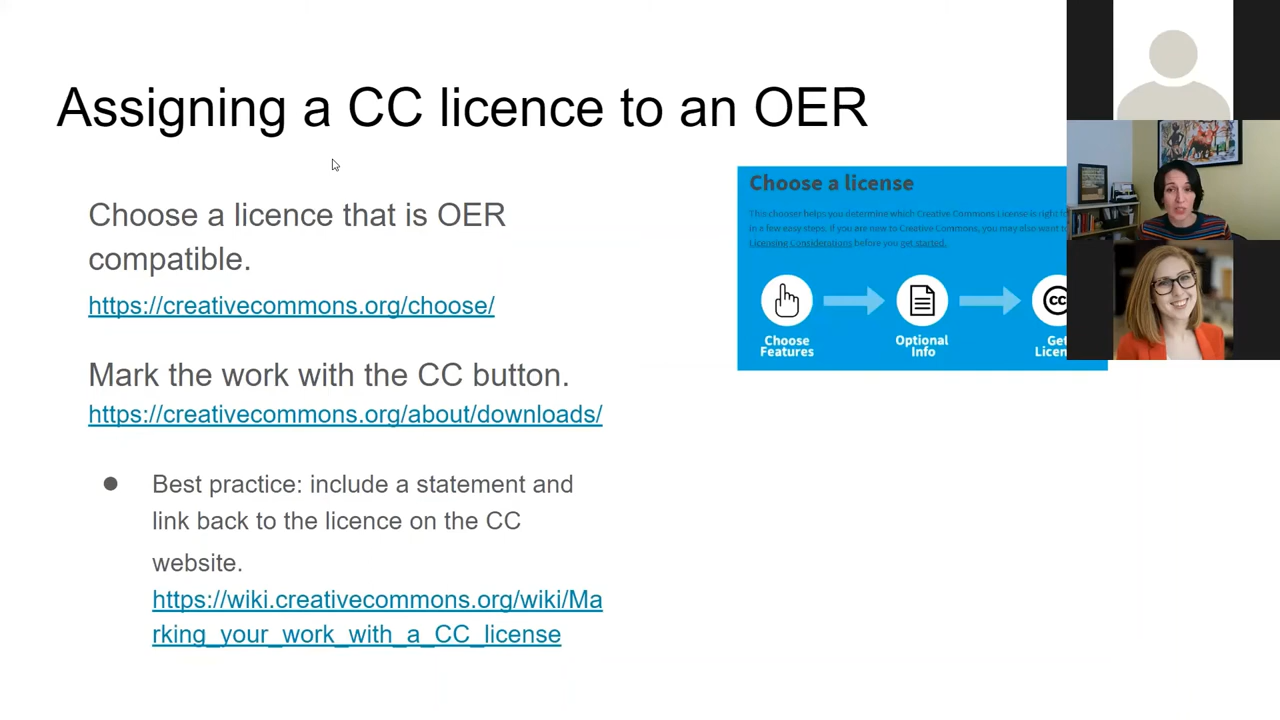 Assigning a CC licence to an OER
Choose a licence that is OER
compatible.
https://creativecommons.org/choose/
Mark the work with the CC button.
https://creativecommons.org/about/downloads/
● Best practice: include a statement and
link back to the licence on the CC
website.
https://wiki.creativecommons.org/wiki/Ma
rking_your_work_with_a_CC_license
Choose a license
This chooser helps you determine which Creative Commons License is right
in a few easy steps. If you are new to Creative Commons, you may also want
Licensing Considerations before you get started.
cc
Choose
Features
Optional
Info
Get